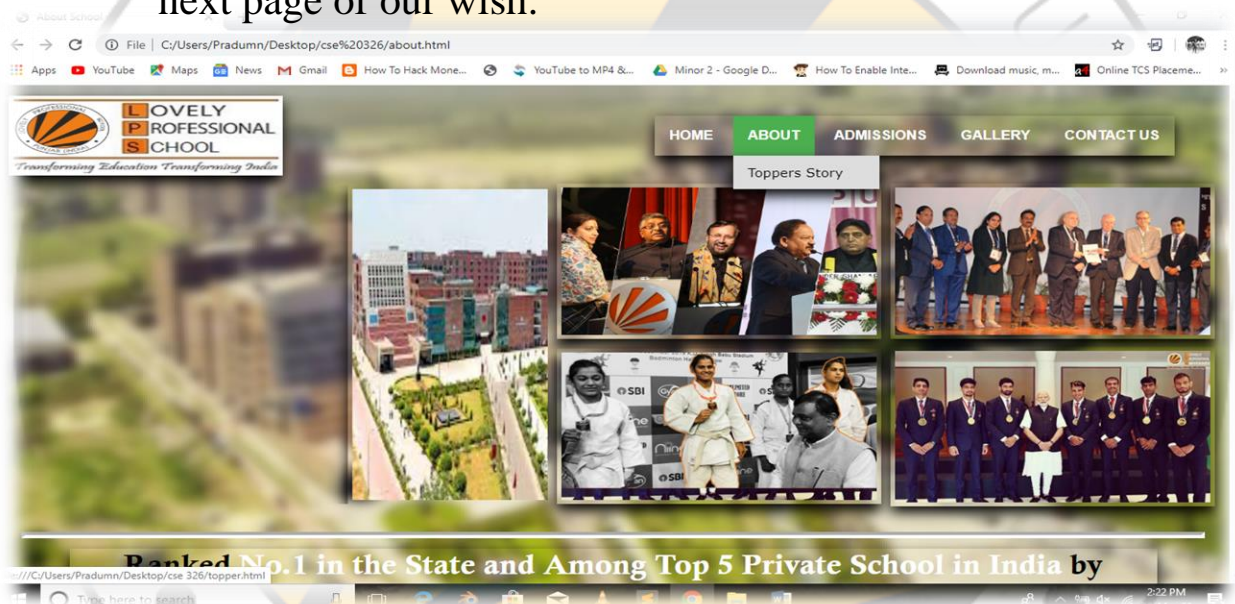 next page of our wish.
About School
File | C:/Users/Pradumn/Desktop/cse%20326/about.html
Apps YouTube Maps News Gmail How To Hack Mone... YouTube to MP4 &... Minor 2 - Google D... How To Enable Inte... Download music, m... Online TCS Placeme... »
LOVELY
PROFESSIONAL
SCHOOL
Transforming Education Transforming India
HOME ABOUT ADMISSIONS GALLERY CONTACT US
Toppers Story
Babu Stadium
SBI
SBI
Ranked No.1 in the State and Among Top 5 Private School in India by
///C:/Users/Pradumn/Desktop/cse 326/topper.html
Type here to search
2:22 PM